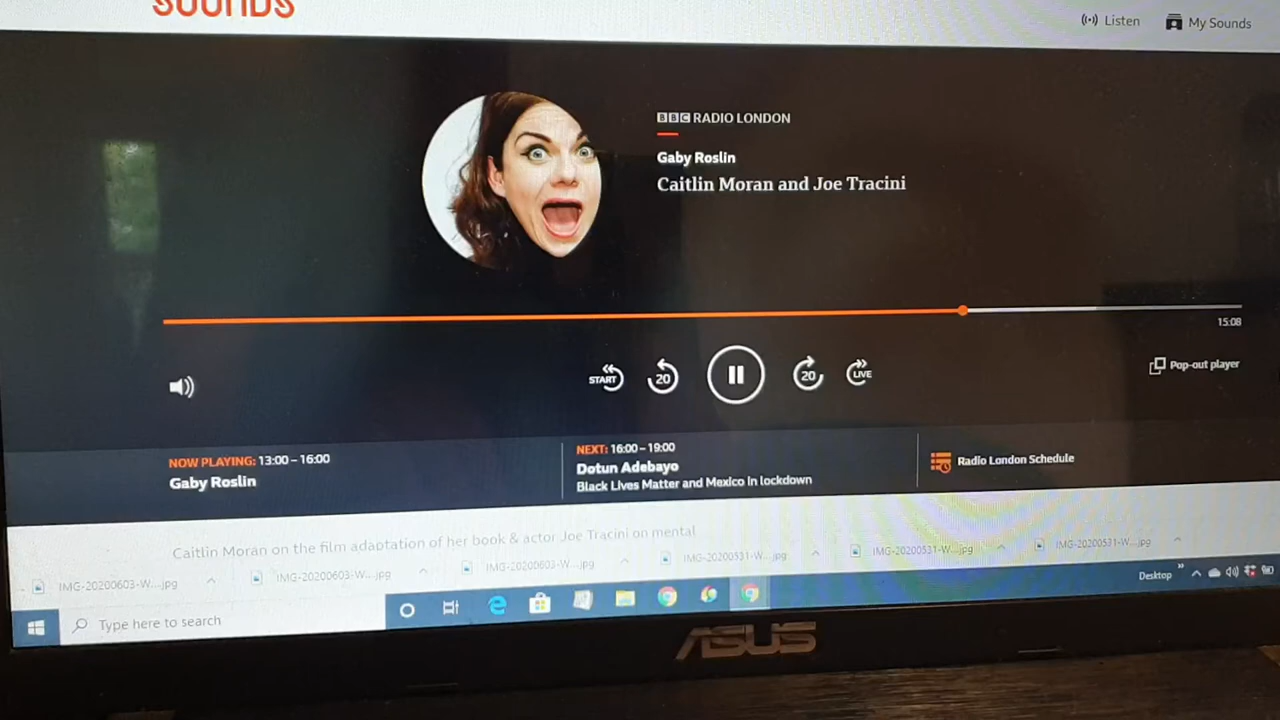 SOUNDS
Listen
My Sounds
BBC RADIO LONDON
Gaby Roslin
Caitlin Moran and Joe Tracini
15:08
START
20
20
LIVE
Pop-out player
NOW PLAYING: 13:00 – 16:00
Gaby Roslin
NEXT: 16:00 – 19:00
Dotun Adebayo
Black Lives Matter and Mexico in lockdown
Radio London Schedule
Caitlin Moran on the film adaptation of her book & actor Joe Tracini on mental
IMG-20200603-W....jpg
IMG-20200603-W....jpg
IMG-20200603-W....jpg
IMG-20200531-W....jpg
IMG-20200531-W....jpg
IMG-20200531-W....jpg
Type here to search
Desktop
ASUS